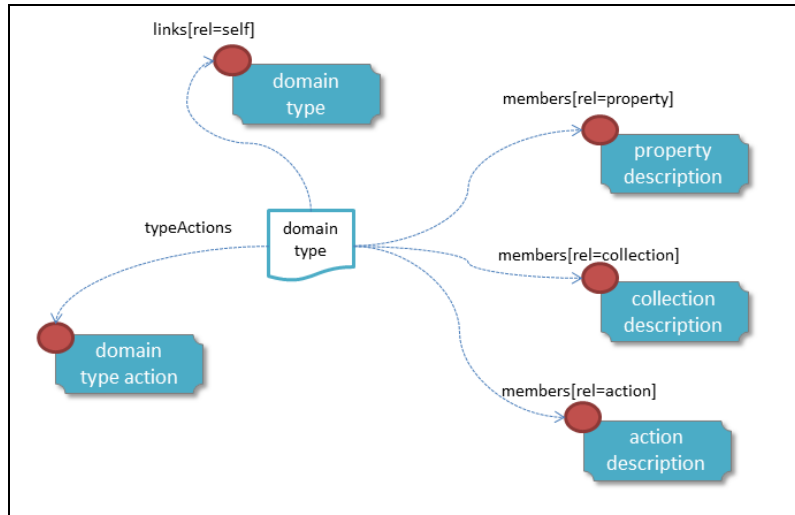 links[rel=self]
domain
type
members[rel=property]
property
description
typeActions
domain
type
members[rel=collection]
collection
description
domain
type action
members[rel=action]
action
description